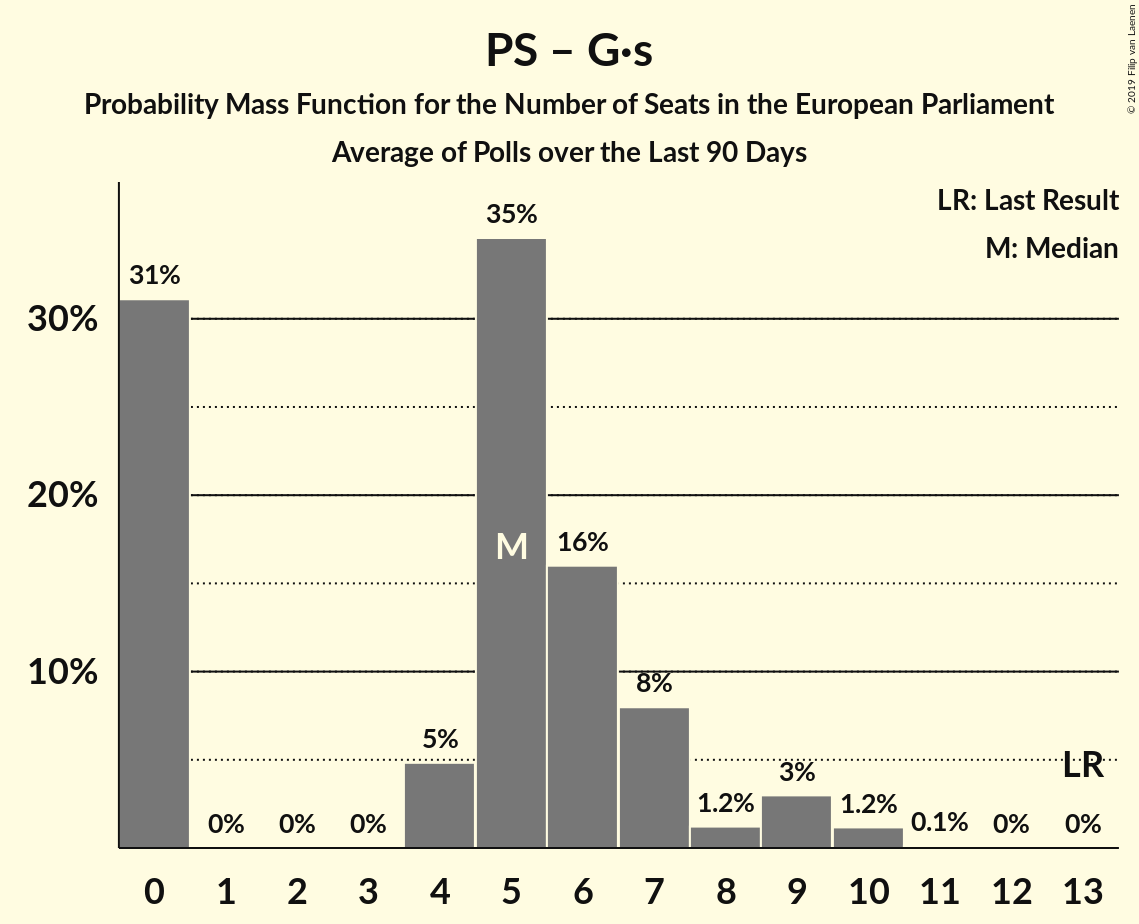 PS – G·s
Probability Mass Function for the Number of Seats in the European Parliament
Average of Polls over the Last 90 Days
© 2019 Filip van Laenen
LR: Last Result
M: Median
30%
20%
10%
31%
0%
0%
0%
5%
35%
M
16%
8%
1.2%
3%
1.2%
0.1%
0%
0%
LR
0 1 2 3 4 5 6 7 8 9 10 11 12 13